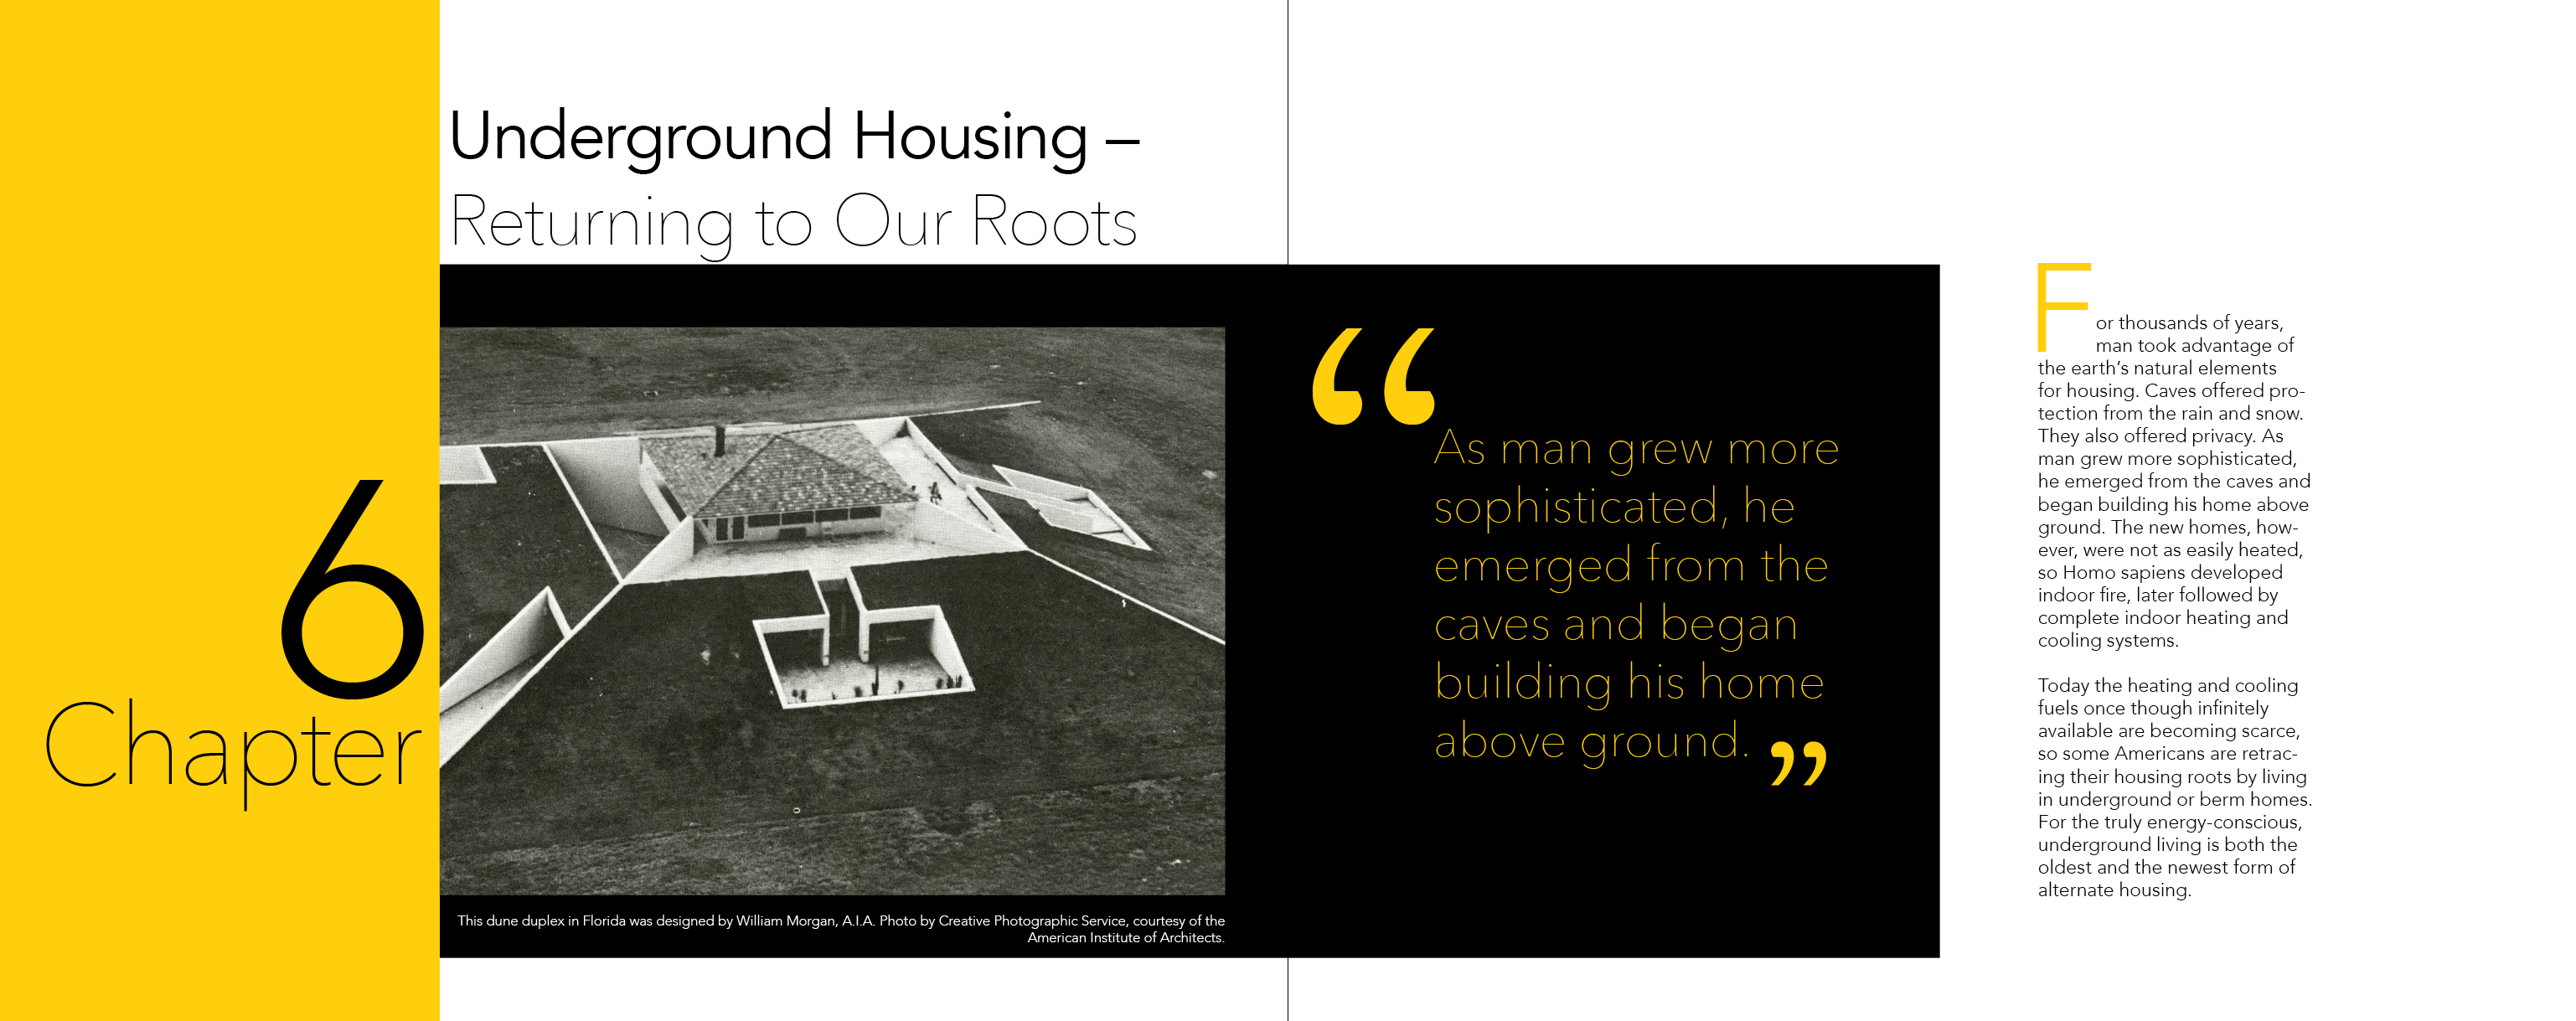 6
Chapter
Underground Housing –
Returning to Our Roots
This dune duplex in Florida was designed by William Morgan, A.I.A. Photo by Creative Photographic Service, courtesy of the
American Institute of Architects.
“
As man grew more
sophisticated, he
emerged from the
caves and began
building his home
above ground. ”
For thousands of years,
man took advantage of
the earth’s natural elements
for housing. Caves offered pro-
tection from the rain and snow.
They also offered privacy. As
man grew more sophisticated,
he emerged from the caves and
began building his home above
ground. The new homes, how-
ever, were not as easily heated,
so Homo sapiens developed
indoor fire, later followed by
complete indoor heating and
cooling systems.
Today the heating and cooling
fuels once though infinitely
available are becoming scarce,
so some Americans are retrac-
ing their housing roots by living
in underground or berm homes.
For the truly energy-conscious,
underground living is both the
oldest and the newest form of
alternate housing.